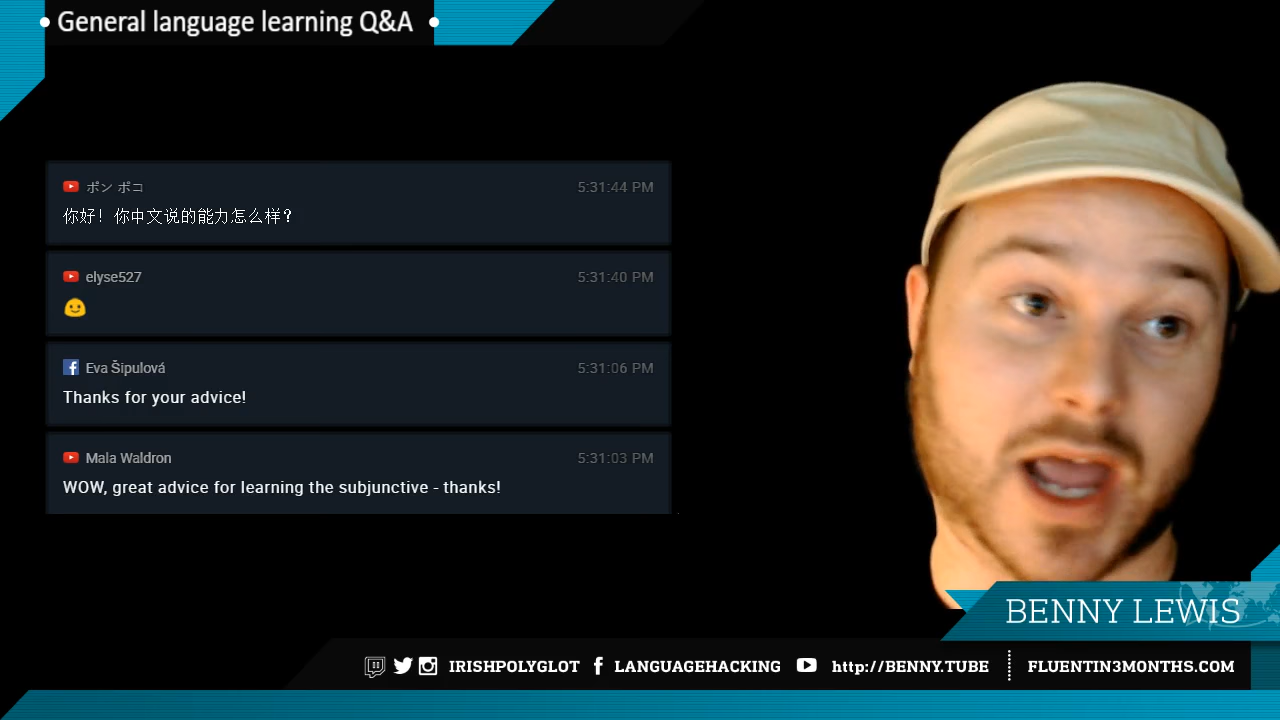 General language learning Q&A
ポン ポコ 5:31:44 PM
你好！你中文说的能力怎么样？
elyse527 5:31:40 PM
Eva Šipulová 5:31:06 PM
Thanks for your advice!
Mala Waldron 5:31:03 PM
WOW, great advice for learning the subjunctive - thanks!
BENNY LEWIS
IRISHPOLYGLOT LANGUAGEHACKING http://BENNY.TUBE FLUENTIN3MONTHS.COM